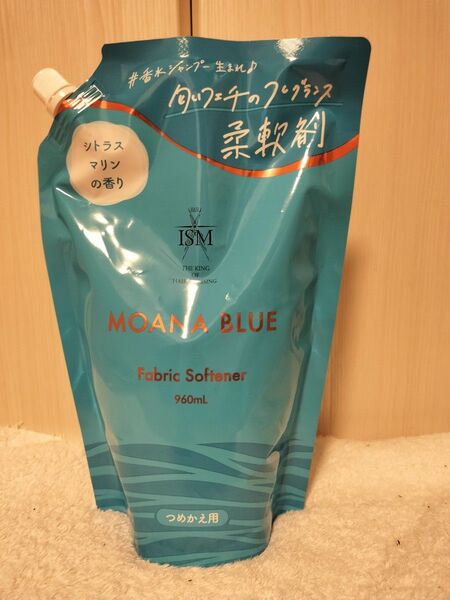 #香水シャンプー生まれ♪
匂いフェチのフレグランス
柔軟剤
シトラス
マリン
の香り
ISM
THE KING
OF
MOANA BLUE
Fabric Softener
960mL
つめかえ用